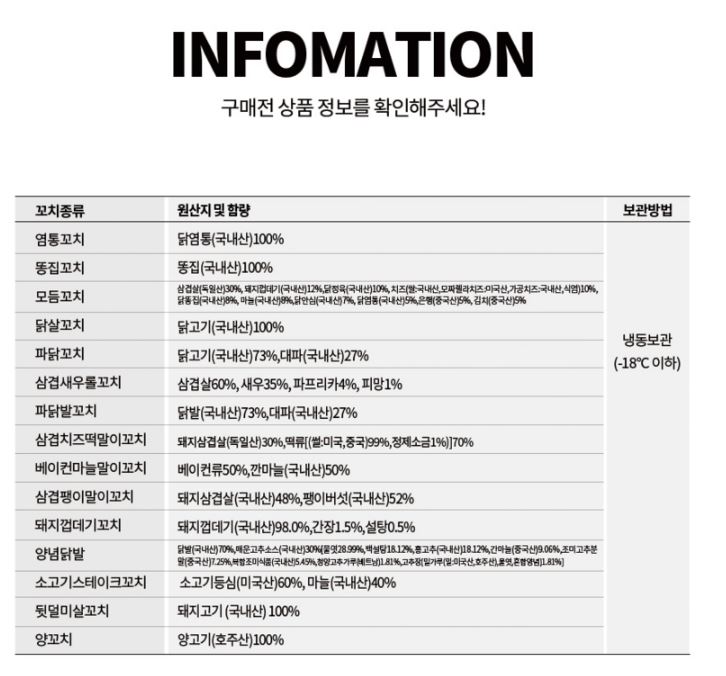 INFOMATION
구매전 상품 정보를 확인해주세요!
꼬치종류 원산지 및 함량 보관방법
염통꼬치 닭염통(국내산)100%
똥집꼬치 똥집(국내산)100%
모듬꼬치 삼겹살(독일산)30%, 돼지껍데기(국내산)12%,닭정육(국내산)10%, 치즈(쌀:국내산,모짜렐라치즈:미국산,가공치즈:국내산,식염)10%,
닭똥집(국내산)8%, 마늘(국내산)8%,닭안심(국내산)7%, 닭염통(국내산)5%,은행(중국산)5%, 김치(중국산)5%
닭살꼬치 닭고기(국내산)100%
파닭꼬치 닭고기(국내산)73%,대파(국내산)27%
냉동보관
(-18℃ 이하)
삼겹새우롤꼬치 삼겹살60%, 새우35%, 파프리카4%, 피망1%
파닭발꼬치 닭발(국내산)73%,대파(국내산)27%
삼겹치즈떡말이꼬치 돼지삼겹살(독일산)30%,떡류[(쌀:미국,중국)99%,정제소금1%)]70%
베이컨마늘말이꼬치 베이컨류50%,깐마늘(국내산)50%
삼겹팽이말이꼬치 돼지삼겹살(국내산)48%,팽이버섯(국내산)52%
돼지껍데기꼬치 돼지껍데기(국내산)98.0%,간장1.5%,설탕0.5%
양념닭발 닭발(국내산)70%,매운고추소스(국내산)30%[물엿28.99%,백설탕18.12%,홍고추(국내산)18.12%,간마늘(중국산)9.06%,조미고추분
말(중국산)7.25%,복합조미식품(국내산)5.45%,청양고추가루(베트남)1.81%,고추장[밀가루(밀:미국산,호주산),물엿,혼합양념]1.81%]
소고기스테이크꼬치 소고기등심(미국산)60%, 마늘(국내산)40%
뒷덜미살꼬치 돼지고기 (국내산) 100%
양꼬치 양고기(호주산)100%